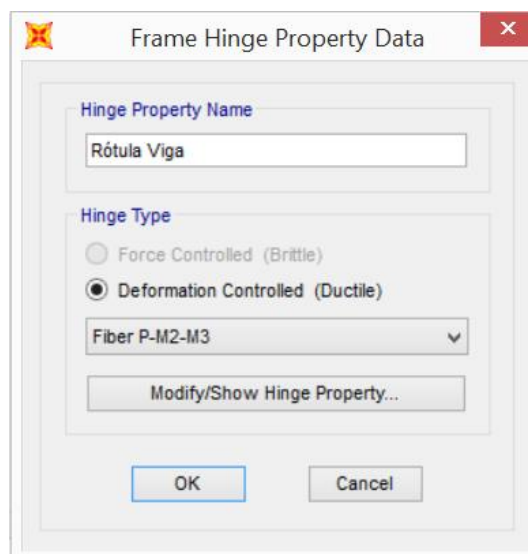 Frame Hinge Property Data
Hinge Property Name
Rótula Viga
Hinge Type
Force Controlled (Brittle)
Deformation Controlled (Ductile)
Fiber P-M2-M3
Modify/Show Hinge Property...
OK Cancel